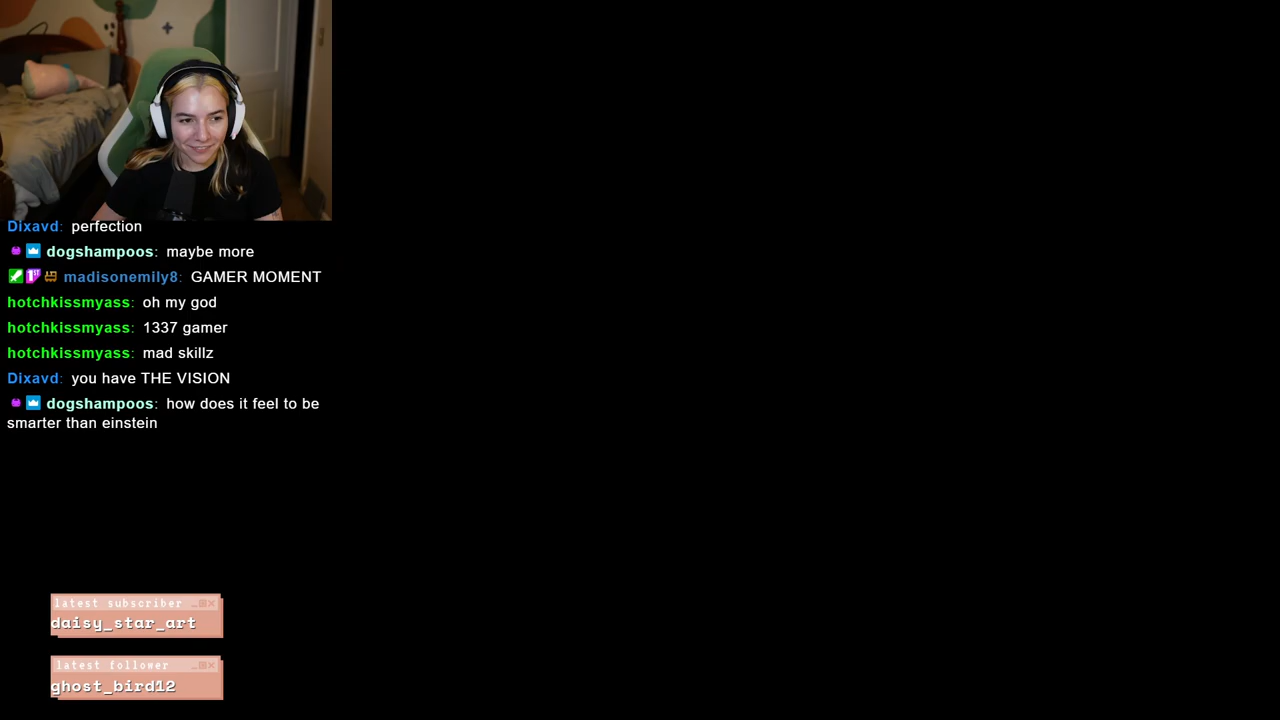 Dixavd: perfection
dogshampoos: maybe more
madisonemily8: GAMER MOMENT
hotchkissmyass: oh my god
hotchkissmyass: 1337 gamer
hotchkissmyass: mad skillz
Dixavd: you have THE VISION
dogshampoos: how does it feel to be
smarter than einstein
latest subscriber
daisy_star_art
latest follower
ghost_bird12